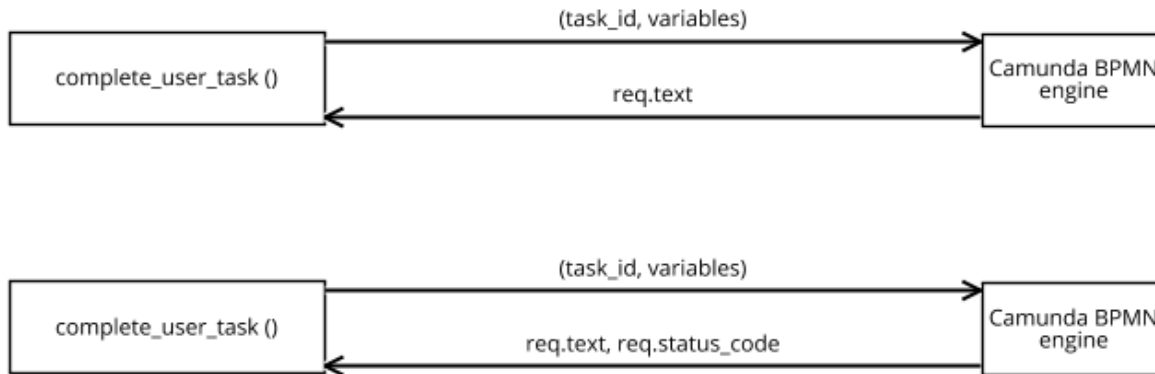 (task_id, variables)
complete_user_task ()
Camunda BPMN
engine
req.text
(task_id, variables)
complete_user_task ()
Camunda BPMN
engine
req.text, req.status_code